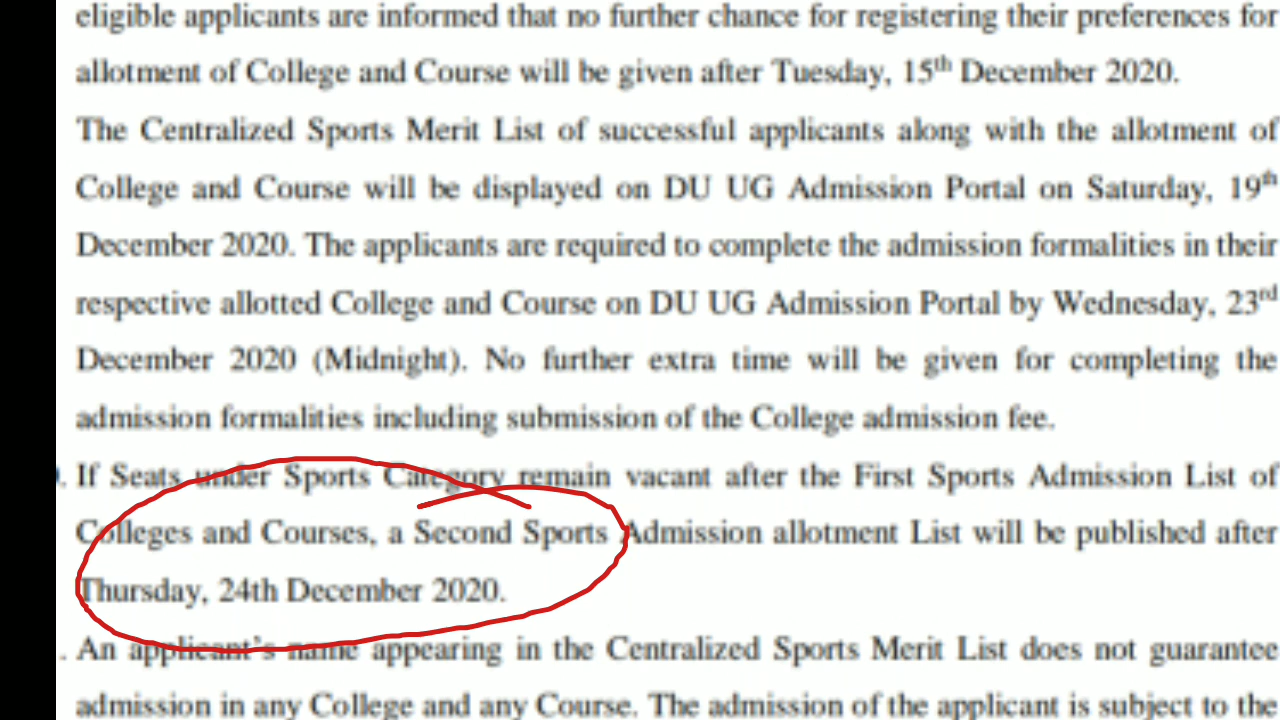 eligible applicants are informed that no further chance for registering their preferences for
allotment of College and Course will be given after Tuesday, 15th December 2020.
The Centralized Sports Merit List of successful applicants along with the allotment of
College and Course will be displayed on DU UG Admission Portal on Saturday, 19th
December 2020. The applicants are required to complete the admission formalities in their
respective allotted College and Course on DU UG Admission Portal by Wednesday, 23rd
December 2020 (Midnight). No further extra time will be given for completing the
admission formalities including submission of the College admission fee.
. If Seats under Sports Category remain vacant after the First Sports Admission List of
Colleges and Courses, a Second Sports Admission allotment List will be published after
Thursday, 24th December 2020.
. An applicant's name appearing in the Centralized Sports Merit List does not guarantee
admission in any College and any Course. The admission of the applicant is subject to the